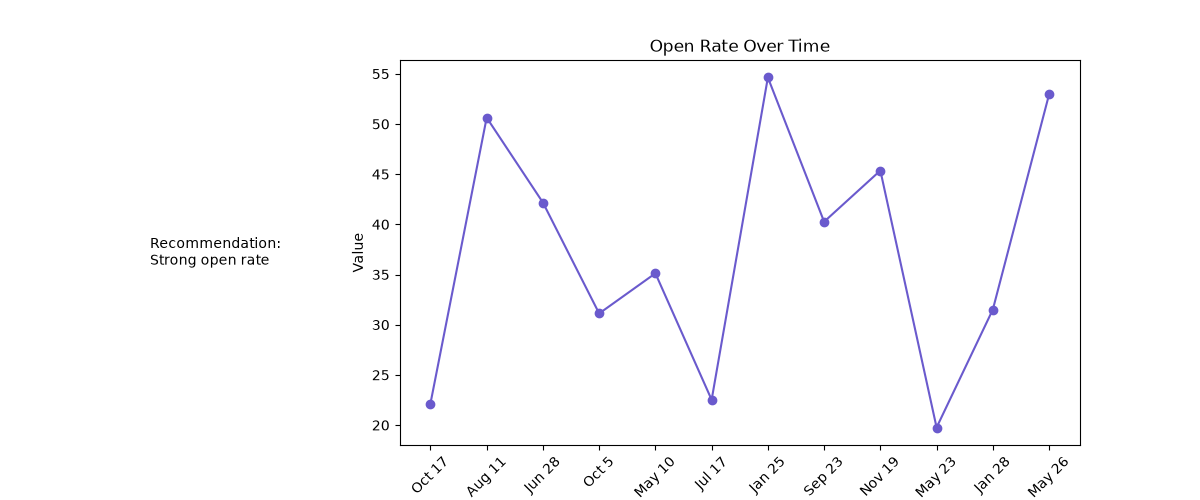 Open Rate Over Time
Recommendation:
Strong open rate
Value
55
50
45
40
35
30
25
20
Oct 17
Aug 11
Jun 28
Oct 5
May 10
Jul 17
Jan 25
Sep 23
Nov 19
May 23
Jan 28
May 26